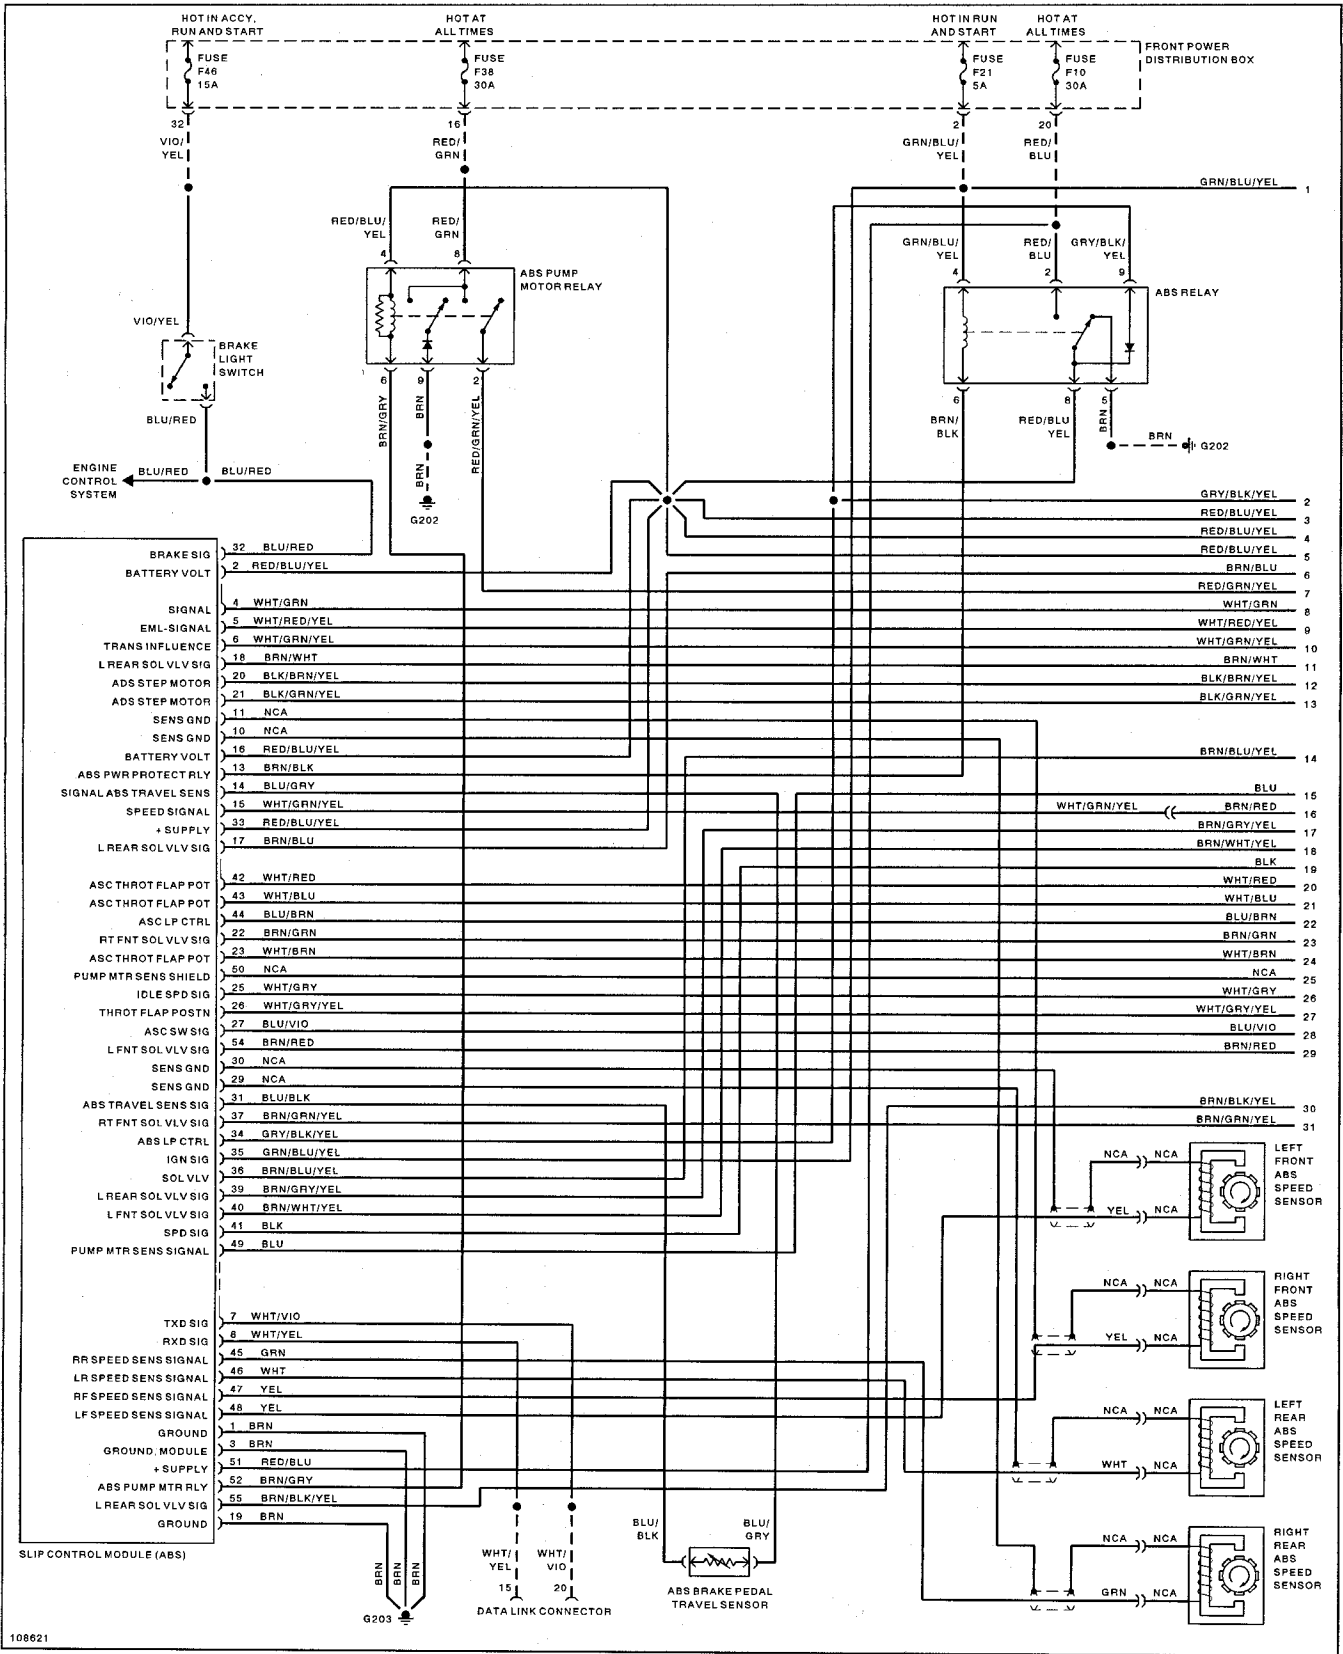 HOT IN ACCY,
RUN AND START
HOT AT
ALL TIMES
HOT IN RUN
AND START
HOT AT
ALL TIMES
FRONT POWER
DISTRIBUTION BOX
FUSE
F46
15A
FUSE
F38
30A
FUSE
F21
5A
FUSE
F10
30A
32
16
2
20
VIO/
YEL
RED/
GRN
GRN/BLU/
YEL
RED/
BLU
GRN/BLU/YEL 1
RED/BLU/
YEL
RED/
GRN
GRN/BLU/
YEL
RED/
BLU
GRY/BLK/
YEL
4
8
4
2
9
ABS PUMP
MOTOR RELAY
ABS RELAY
VIO/YEL
BRAKE
LIGHT
SWITCH
BLU/RED
6
9
2
6
8
5
BRN/GRY
BRN
RED/GRN/YEL
BRN/
BLK
RED/BLU
YEL
BRN
BRN
G202
BRN
G202
ENGINE
CONTROL
SYSTEM
BLU/RED
BLU/RED
GRY/BLK/YEL 2
RED/BLU/YEL 3
RED/BLU/YEL 4
RED/BLU/YEL 5
BRN/BLU 6
RED/GRN/YEL 7
WHT/GRN 8
WHT/RED/YEL 9
WHT/GRN/YEL 10
BRN/WHT 11
BLK/BRN/YEL 12
BLK/GRN/YEL 13
BRN/BLU/YEL 14
BLU 15
WHT/GRN/YEL BRN/RED 16
BRN/GRY/YEL 17
BRN/WHT/YEL 18
BLK 19
WHT/RED 20
WHT/BLU 21
BLU/BRN 22
BRN/GRN 23
WHT/BRN 24
NCA 25
WHT/GRY 26
WHT/GRY/YEL 27
BLU/VIO 28
BRN/RED 29
BRN/BLK/YEL 30
BRN/GRN/YEL 31
BRAKE SIG 32 BLU/RED
BATTERY VOLT 2 RED/BLU/YEL
SIGNAL 4 WHT/GRN
EML-SIGNAL 5 WHT/RED/YEL
TRANS INFLUENCE 6 WHT/GRN/YEL
L REAR SOL VLV SIG 18 BRN/WHT
ADS STEP MOTOR 20 BLK/BRN/YEL
ADS STEP MOTOR 21 BLK/GRN/YEL
SENS GND 11 NCA
SENS GND 10 NCA
BATTERY VOLT 16 RED/BLU/YEL
ABS PWR PROTECT RLY 13 BRN/BLK
SIGNAL ABS TRAVEL SENS 14 BLU/GRY
SPEED SIGNAL 15 WHT/GRN/YEL
+ SUPPLY 33 RED/BLU/YEL
L REAR SOL VLV SIG 17 BRN/BLU
ASC THROT FLAP POT 42 WHT/RED
ASC THROT FLAP POT 43 WHT/BLU
ASC LP CTRL 44 BLU/BRN
RT FNT SOL VLV SIG 22 BRN/GRN
ASC THROT FLAP POT 23 WHT/BRN
PUMP MTR SENS SHIELD 50 NCA
IDLE SPD SIG 25 WHT/GRY
THROT FLAP POSTN 26 WHT/GRY/YEL
ASC SW SIG 27 BLU/VIO
L FNT SOL VLV SIG 54 BRN/RED
SENS GND 30 NCA
SENS GND 29 NCA
ABS TRAVEL SENS SIG 31 BLU/BLK
RT FNT SOL VLV SIG 37 BRN/GRN/YEL
ABS LP CTRL 34 GRY/BLK/YEL
IGN SIG 35 GRN/BLU/YEL
SOL VLV 36 BRN/BLU/YEL
L REAR SOL VLV SIG 39 BRN/GRY/YEL
L FNT SOL VLV SIG 40 BRN/WHT/YEL
SPD SIG 41 BLK
PUMP MTR SENS SIGNAL 49 BLU
TXD SIG 7 WHT/VIO
RXD SIG 8 WHT/YEL
RR SPEED SENS SIGNAL 45 GRN
LR SPEED SENS SIGNAL 46 WHT
RF SPEED SENS SIGNAL 47 YEL
LF SPEED SENS SIGNAL 48 YEL
GROUND 1 BRN
GROUND, MODULE 3 BRN
+ SUPPLY 51 RED/BLU
ABS PUMP MTR RLY 52 BRN/GRY
L REAR SOL VLV SIG 55 BRN/BLK/YEL
GROUND 19 BRN
SLIP CONTROL MODULE (ABS)
NCA NCA
YEL NCA
LEFT
FRONT
ABS
SPEED
SENSOR
NCA NCA
YEL NCA
RIGHT
FRONT
ABS
SPEED
SENSOR
NCA NCA
WHT NCA
LEFT
REAR
ABS
SPEED
SENSOR
NCA NCA
GRN NCA
RIGHT
REAR
ABS
SPEED
SENSOR
BRN
BRN
BRN
G203
WHT/
YEL
15
WHT/
VIO
20
DATA LINK CONNECTOR
BLU/
BLK
BLU/
GRY
ABS BRAKE PEDAL
TRAVEL SENSOR
108621